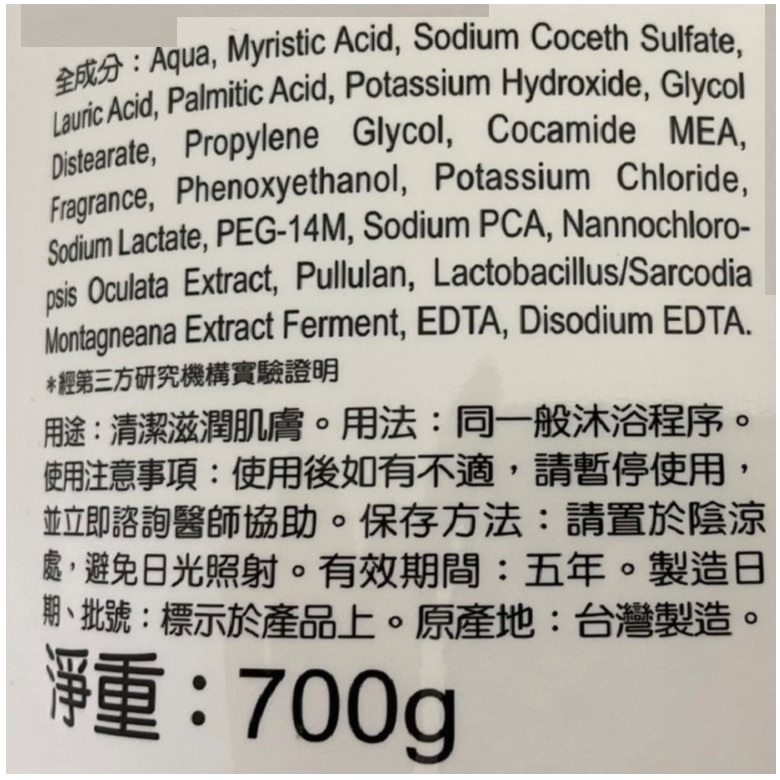 全成分：Aqua, Myristic Acid, Sodium Coceth Sulfate,
Lauric Acid, Palmitic Acid, Potassium Hydroxide, Glycol
Distearate, Propylene Glycol, Cocamide MEA,
Fragrance, Phenoxyethanol, Potassium Chloride,
Sodium Lactate, PEG-14M, Sodium PCA, Nannochloro-
psis Oculata Extract, Pullulan, Lactobacillus/Sarcodia
Montagneana Extract Ferment, EDTA, Disodium EDTA.
*經第三方研究機構實驗證明
用途：清潔滋潤肌膚。用法：同一般沐浴程序。
使用注意事項：使用後如有不適，請暫停使用，
並立即諮詢醫師協助。保存方法：請置於陰涼
處，避免日光照射。有效期間：五年。製造日
期、批號：標示於產品上。原產地：台灣製造。
淨重：700g